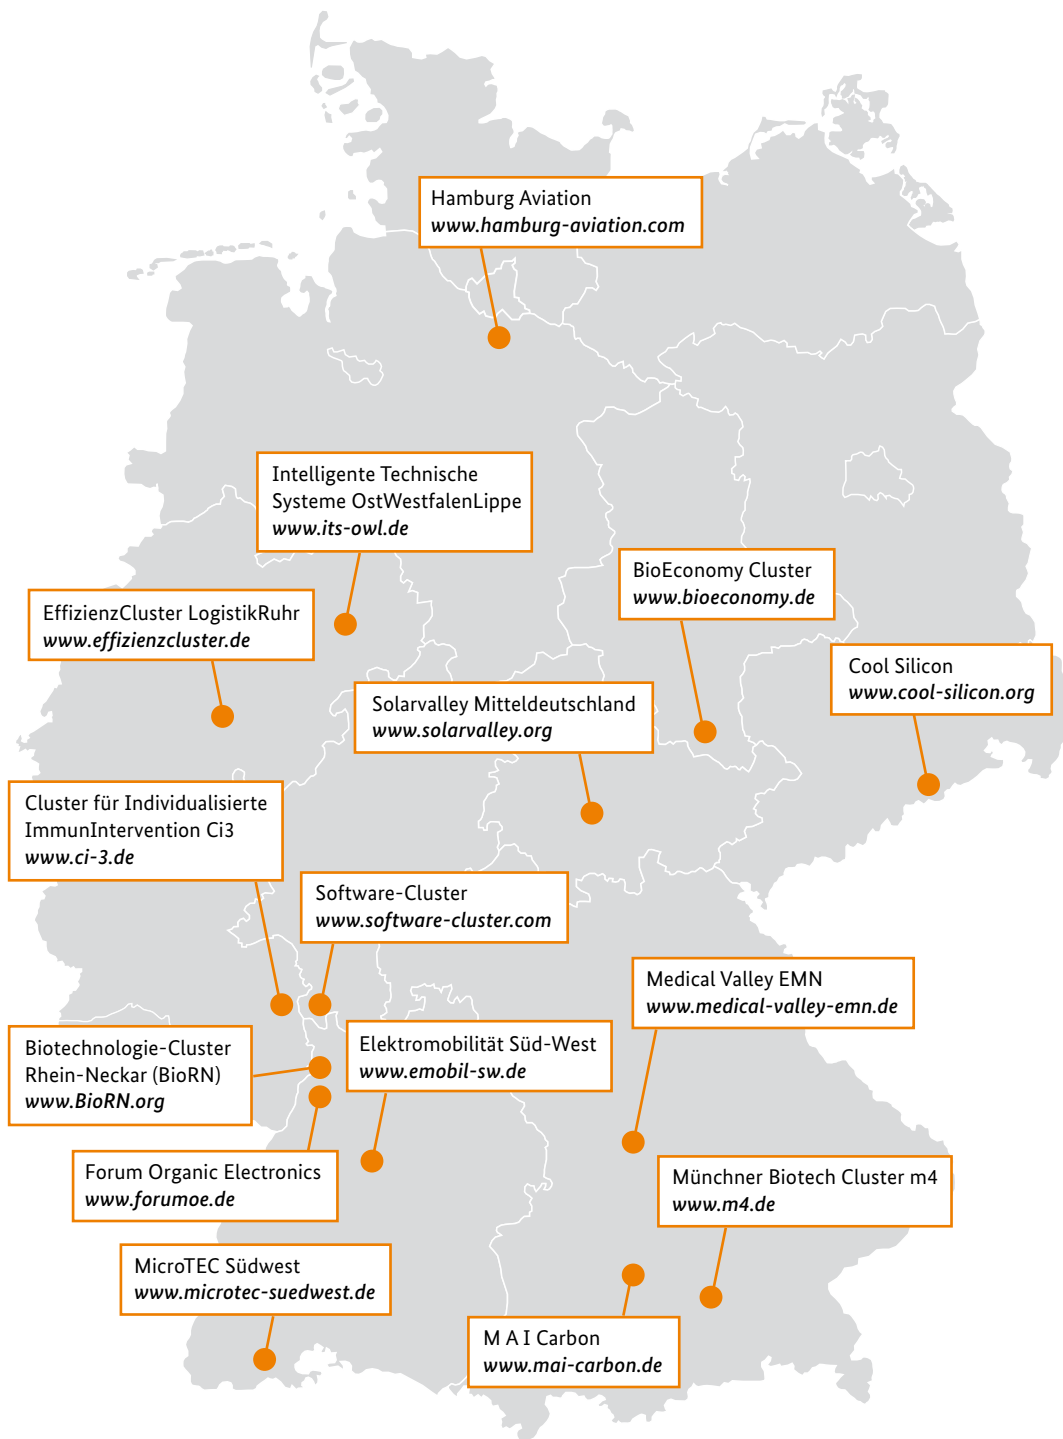 Hamburg Aviation
www.hamburg-aviation.com
Intelligente Technische
Systeme OstWestfalenLippe
www.its-owl.de
BioEconomy Cluster
www.bioeconomy.de
EffizienzCluster LogistikRuhr
www.effizienzcluster.de
Cool Silicon
www.cool-silicon.org
Solarvalley Mitteldeutschland
www.solarvalley.org
Cluster für Individualisierte
ImmunIntervention Ci3
www.ci-3.de
Software-Cluster
www.software-cluster.com
Medical Valley EMN
www.medical-valley-emn.de
Biotechnologie-Cluster
Rhein-Neckar (BioRN)
www.BioRN.org
Elektromobilität Süd-West
www.emobil-sw.de
Forum Organic Electronics
www.forumoe.de
Münchner Biotech Cluster m4
www.m4.de
MicroTEC Südwest
www.microtec-suedwest.de
M A I Carbon
www.mai-carbon.de